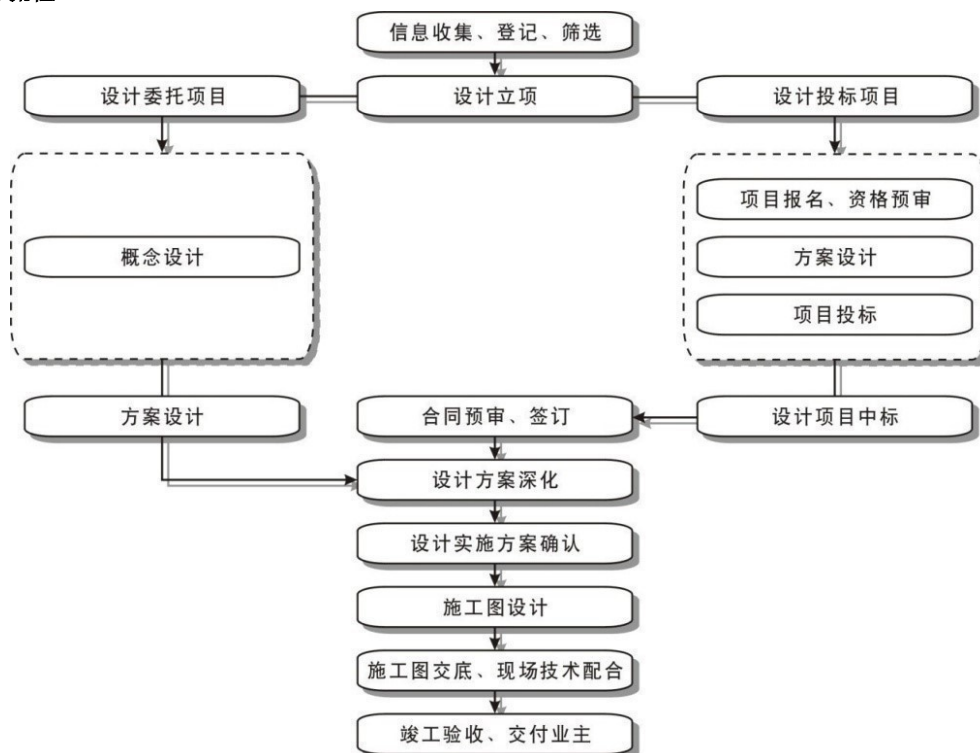 信息收集、登记、筛选
设计委托项目
设计立项
设计投标项目
项目报名、资格预审
概念设计
方案设计
项目投标
方案设计
合同预审、签订
设计项目中标
设计方案深化
设计实施方案确认
施工图设计
施工图交底、现场技术配合
竣工验收、交付业主